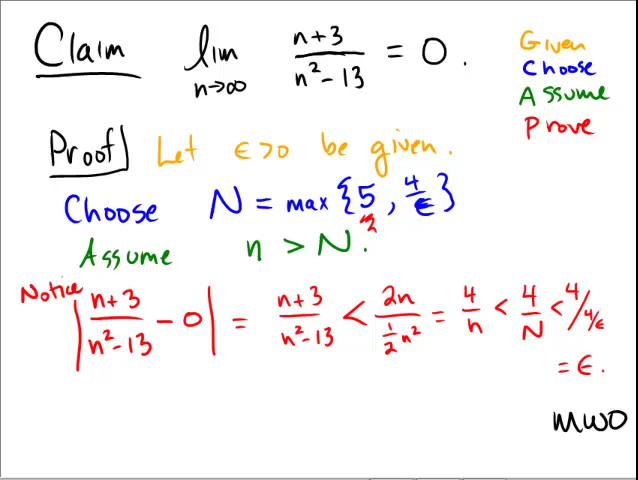 Claim lim n→∞ n+3 / n² - 13 = 0.
Given
Choose
Assume
Prove
Proof Let ϵ>0 be given.
Choose N = max {5, 4/ϵ}
Assume n > N.
Notice | n+3 / n²-13 - 0 | = n+3 / n²-13 < 2n / ½n² = 4/n < 4/N < 4/4/ϵ
= ϵ.
MWO